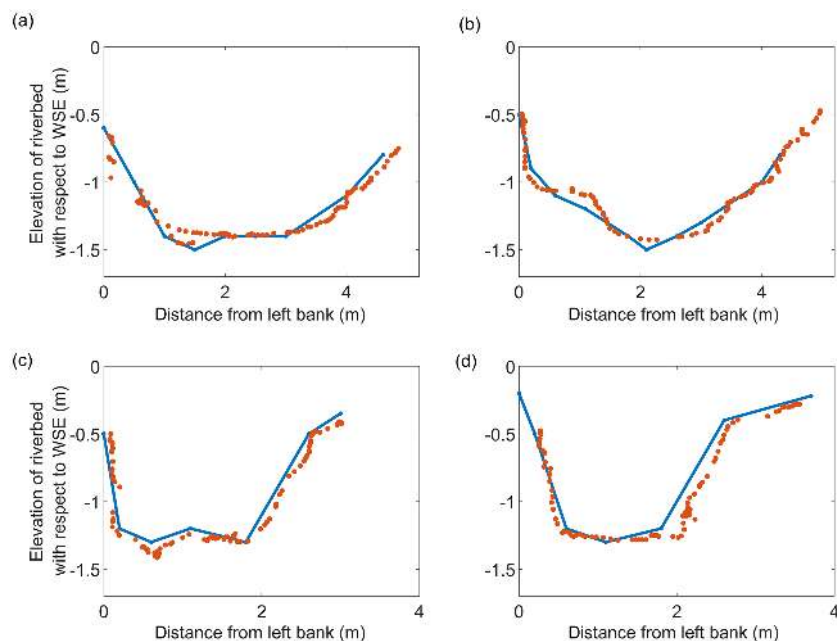 (a)
(b)
0
-0.5
-1
-1.5
Elevation of riverbed
with respect to WSE (m)
0
2
4
Distance from left bank (m)
0
-0.5
-1
-1.5
0
2
4
Distance from left bank (m)
(c)
(d)
0
-0.5
-1
-1.5
Elevation of riverbed
with respect to WSE (m)
0
2
4
Distance from left bank (m)
0
-0.5
-1
-1.5
0
2
4
Distance from left bank (m)